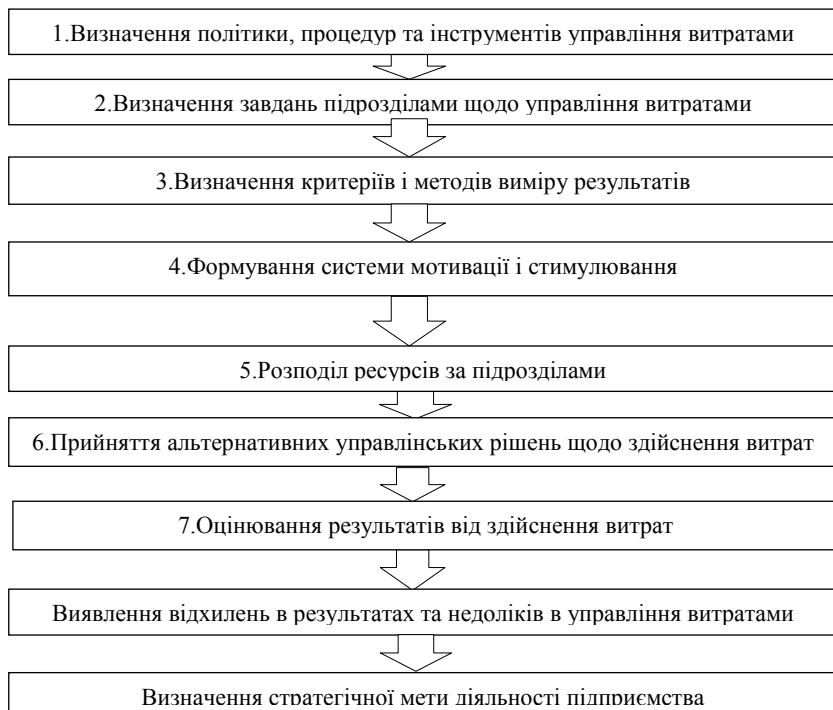 1.Визначення політики, процедур та інструментів управління витратами
2.Визначення завдань підрозділами щодо управління витратами
3.Визначення критеріїв і методів виміру результатів
4.Формування системи мотивації і стимулювання
5.Розподіл ресурсів за підрозділами
6.Прийняття альтернативних управлінських рішень щодо здійснення витрат
7.Оцінювання результатів від здійснення витрат
Виявлення відхилень в результатах та недоліків в управління витратами
Визначення стратегічної мети діяльності підприємства